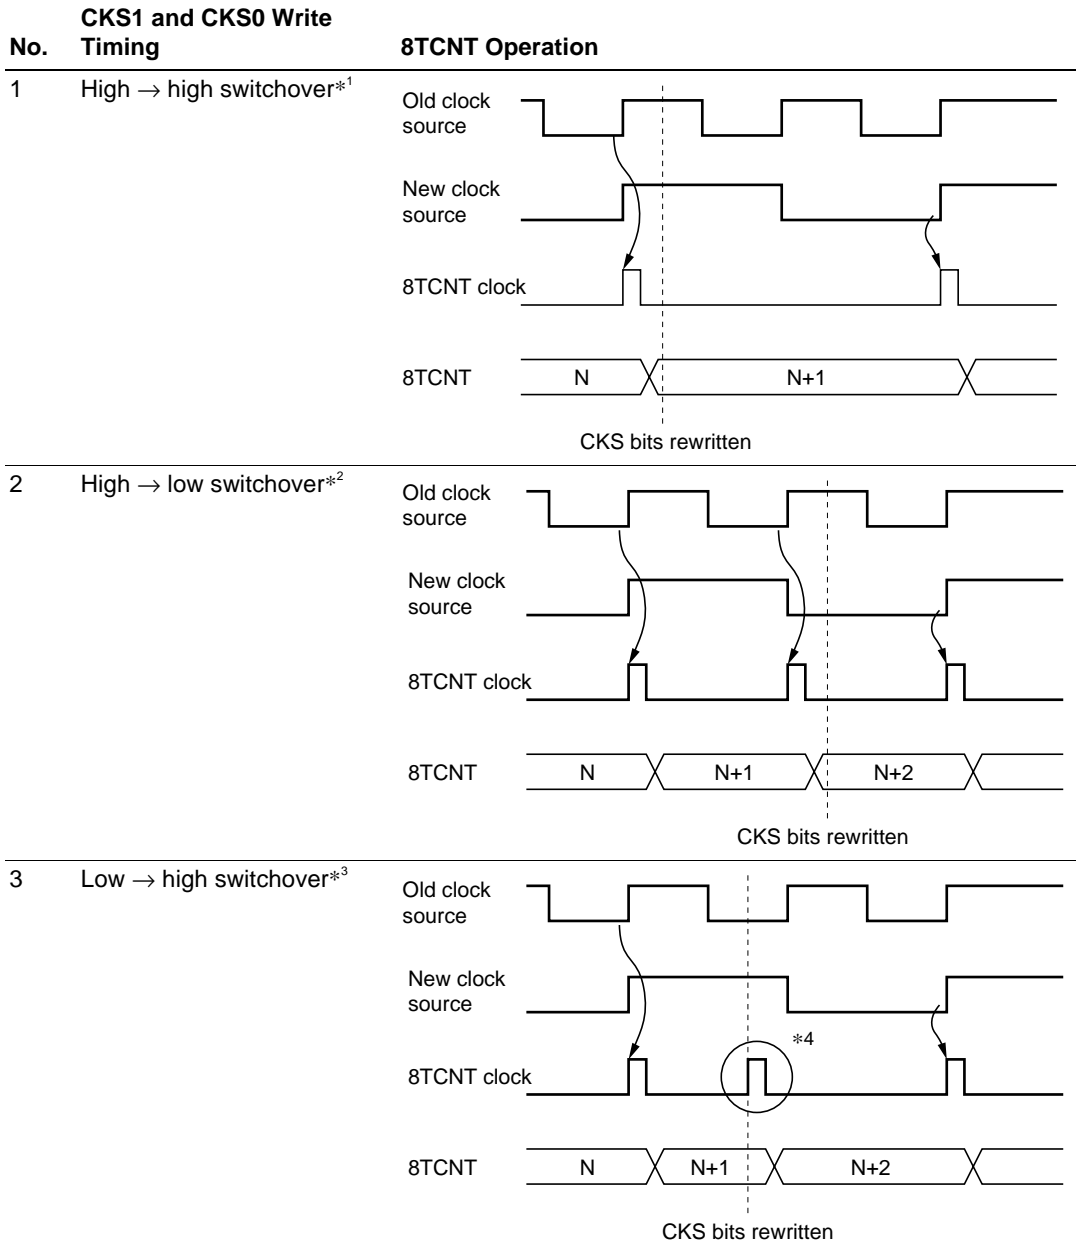 CKS1 and CKS0 Write
No. Timing 8TCNT Operation
1 High → high switchover*1
Old clock
source
New clock
source
8TCNT clock
8TCNT N N+1
CKS bits rewritten
2 High → low switchover*2
Old clock
source
New clock
source
8TCNT clock
8TCNT N N+1 N+2
CKS bits rewritten
3 Low → high switchover*3
Old clock
source
New clock
source
*4
8TCNT clock
8TCNT N N+1 N+2
CKS bits rewritten